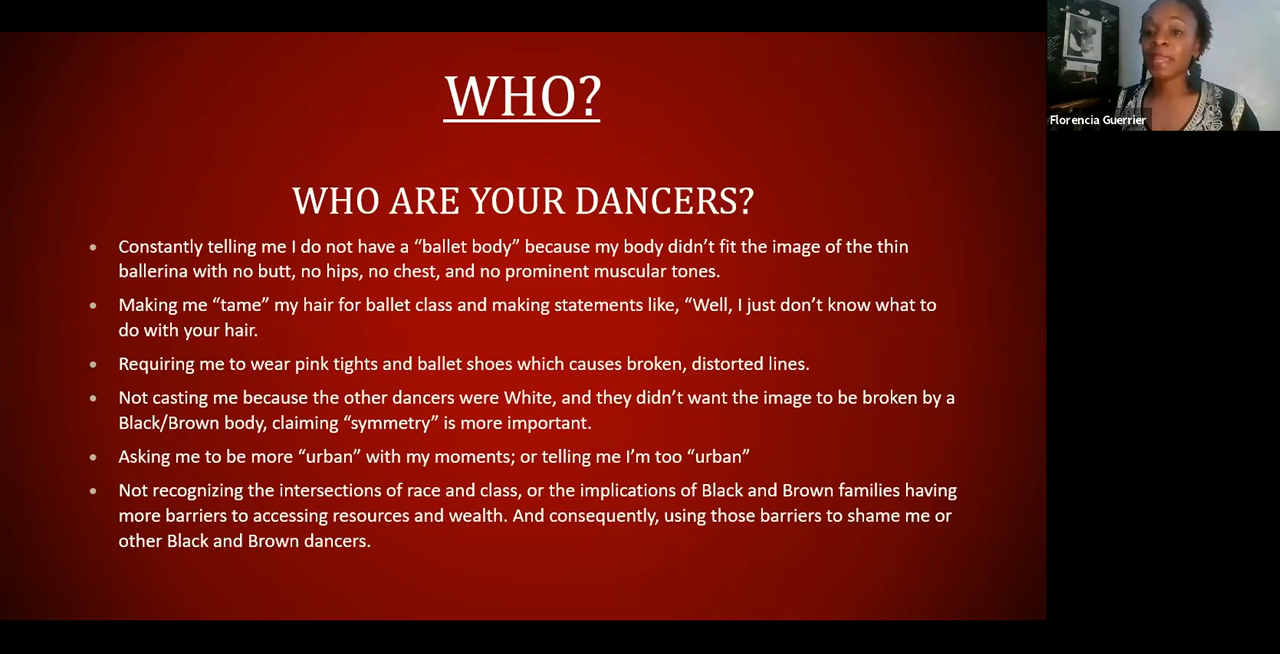 WHO?
WHO ARE YOUR DANCERS?
• Constantly telling me I do not have a “ballet body” because my body didn’t fit the image of the thin
ballerina with no butt, no hips, no chest, and no prominent muscular tones.
• Making me “tame” my hair for ballet class and making statements like, “Well, I just don’t know what to
do with your hair.
• Requiring me to wear pink tights and ballet shoes which causes broken, distorted lines.
• Not casting me because the other dancers were White, and they didn’t want the image to be broken by a
Black/Brown body, claiming “symmetry” is more important.
• Asking me to be more “urban” with my moments; or telling me I’m too “urban”
• Not recognizing the intersections of race and class, or the implications of Black and Brown families having
more barriers to accessing resources and wealth. And consequently, using those barriers to shame me or
other Black and Brown dancers.
Florencia Guerrier